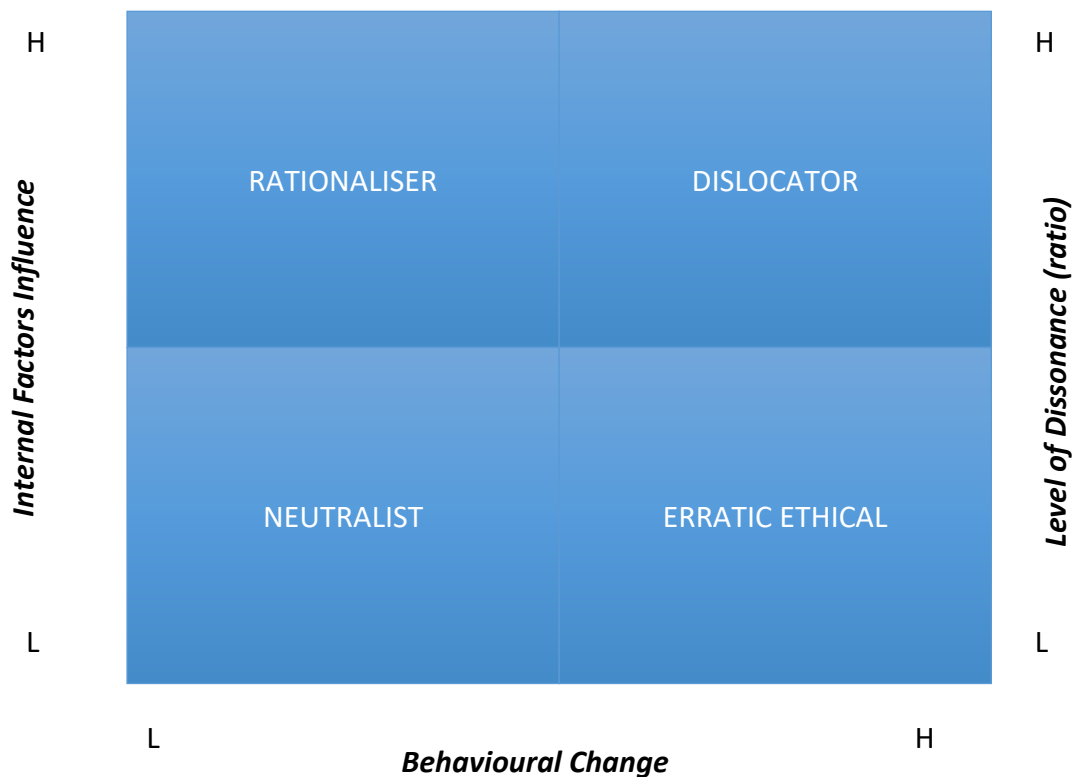 H
H
RATIONALISER
DISLOCATOR
Internal Factors Influence
Level of Dissonance (ratio)
NEUTRALIST
ERRATIC ETHICAL
L
L
L
H
Behavioural Change